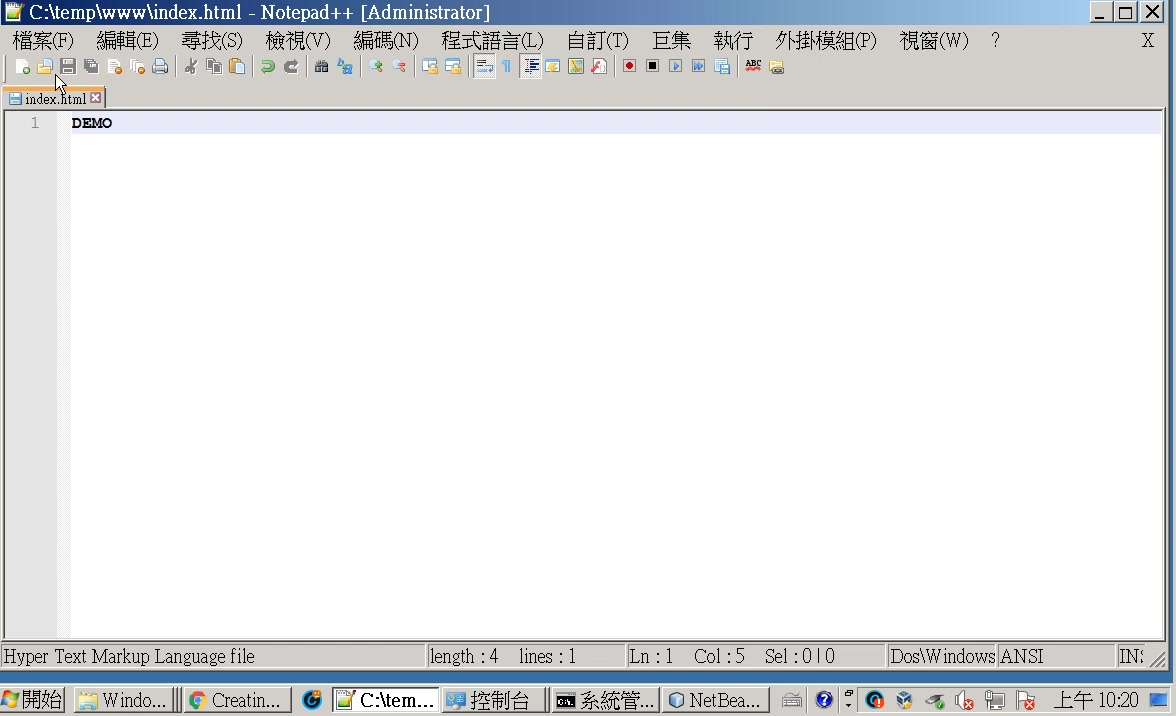 C:\temp\www\index.html - Notepad++ [Administrator]
檔案(F) 編輯(E) 尋找(S) 檢視(V) 編碼(N) 程式語言(L) 自訂(T) 巨集 執行 外掛模組(P) 視窗(W) ? X
ABC
index.html
1 DEMO
Hyper Text Markup Language file length : 4 lines : 1 Ln : 1 Col : 5 Sel : 0 | 0 Dos\Windows ANSI INS
開始 Windo... Creatin... C:\tem... 控制台 系統管... NetBea... 上午 10:20